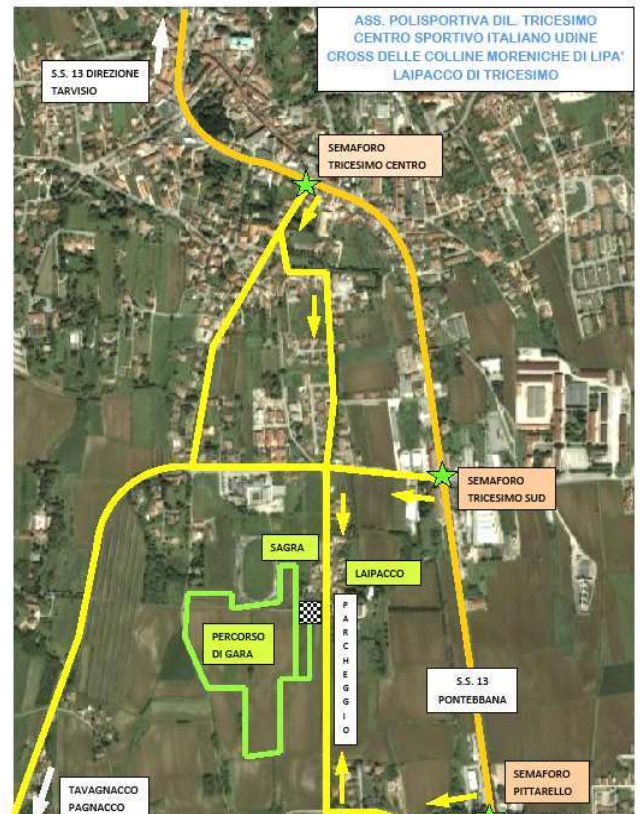 ASS. POLISPORTIVA DIL. TRICESIMO
CENTRO SPORTIVO ITALIANO UDINE
CROSS DELLE COLLINE MORENICHE DI LIPA'
LAIPACCO DI TRICESIMO
S.S. 13 DIREZIONE
TARVISIO
SEMAFORO
TRICESIMO CENTRO
SEMAFORO
TRICESIMO SUD
SAGRA
LAIPACCO
PERCORSO
DI GARA
PARCHEGGIO
S.S. 13
PONTEBBANA
SEMAFORO
PITTARELLO
TAVAGNACCO
PAGNACCO